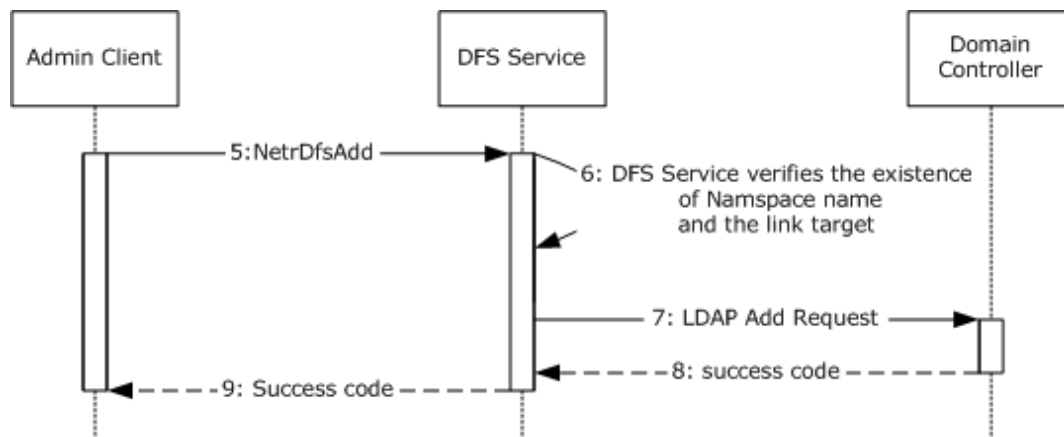 Admin Client
DFS Service
Domain
Controller
5:NetrDfsAdd
6: DFS Service verifies the existence
of Namspace name
and the link target
7: LDAP Add Request
8: success code
9: Success code